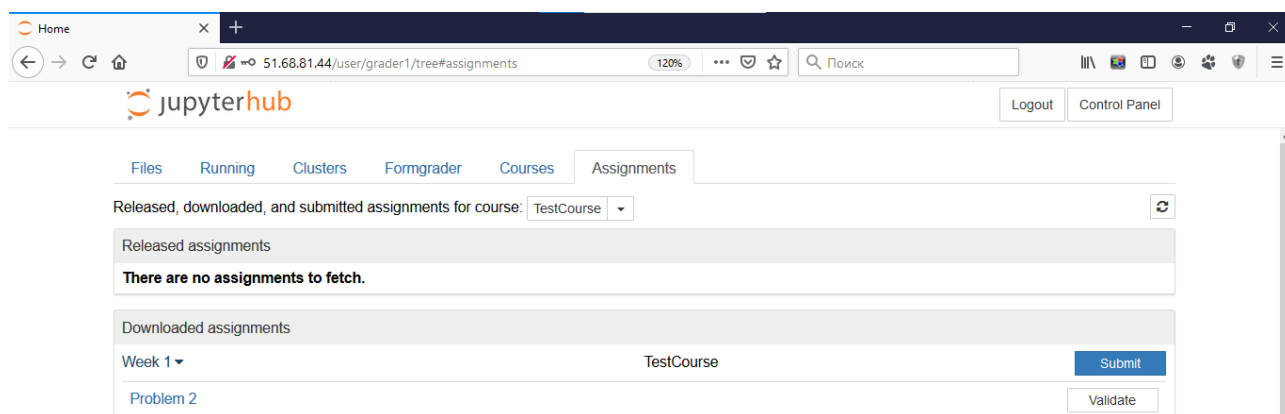 Home
51.68.81.44/user/grader1/tree#assignments 120% Поиск
jupyterhub Logout Control Panel
Files Running Clusters Formgrader Courses Assignments
Released, downloaded, and submitted assignments for course: TestCourse
Released assignments
There are no assignments to fetch.
Downloaded assignments
Week 1 TestCourse Submit
Problem 2 Validate